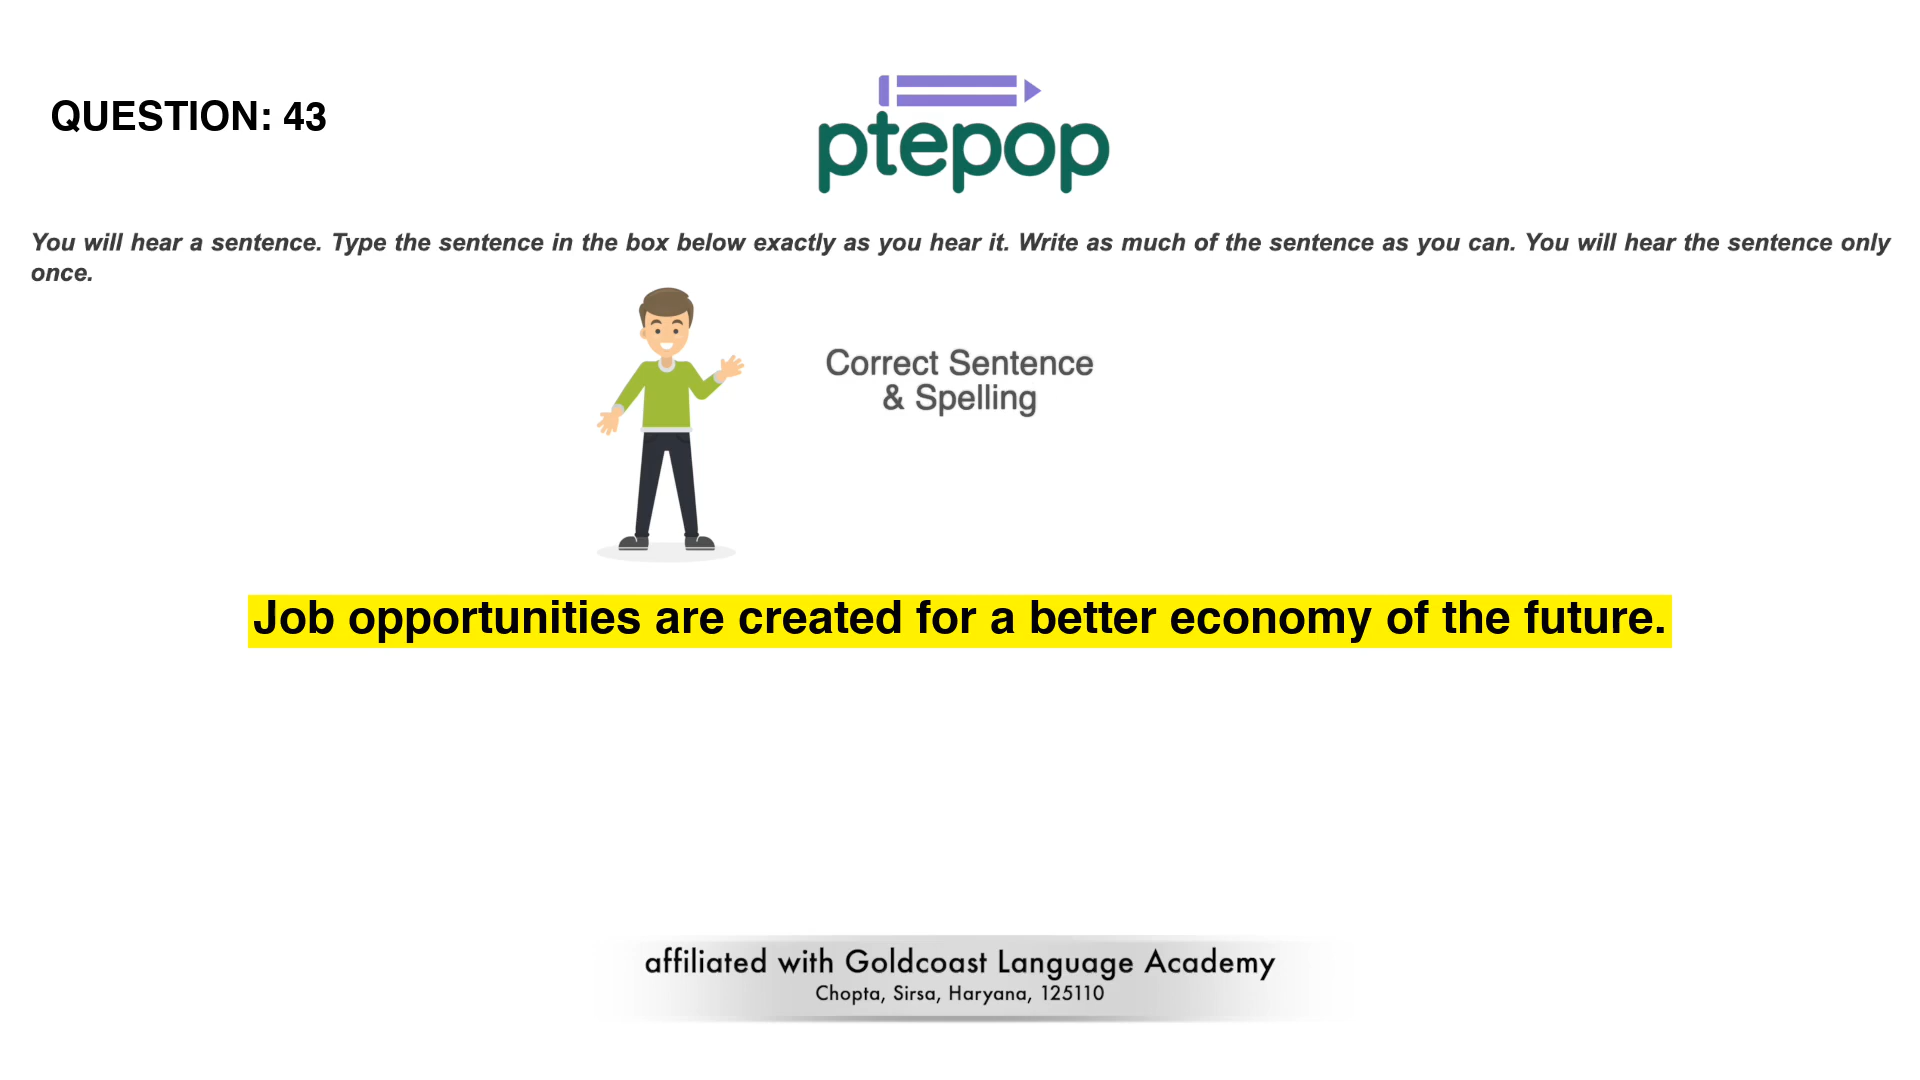 QUESTION: 43
ptepop
You will hear a sentence. Type the sentence in the box below exactly as you hear it. Write as much of the sentence as you can. You will hear the sentence only
once.
Correct Sentence
& Spelling
Job opportunities are created for a better economy of the future.
affiliated with Goldcoast Language Academy
Chopta, Sirsa, Haryana, 125110